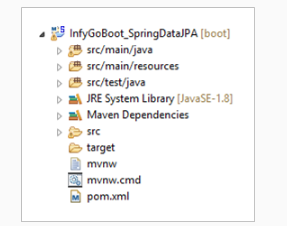 InfyGoBoot_SpringDataJPA [boot]
src/main/java
src/main/resources
src/test/java
JRE System Library [JavaSE-1.8]
Maven Dependencies
src
target
mvnw
mvnw.cmd
pom.xml